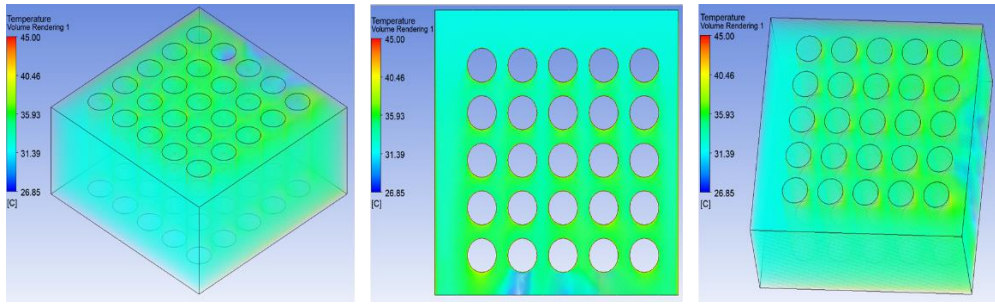 Temperature
Volume Rendering 1
45.00
40.46
35.93
31.39
26.85
[C]
Temperature
Volume Rendering 1
45.00
40.46
35.93
31.39
26.85
[C]
Temperature
Volume Rendering 1
45.00
40.46
35.93
31.39
26.85
[C]